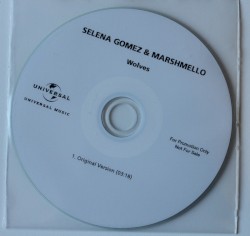 SELENA GOMEZ & MARSHMELLO
Wolves
UNIVERSAL
UNIVERSAL MUSIC
For Promotion Only
Not For Sale
1. Original Version (03:18)